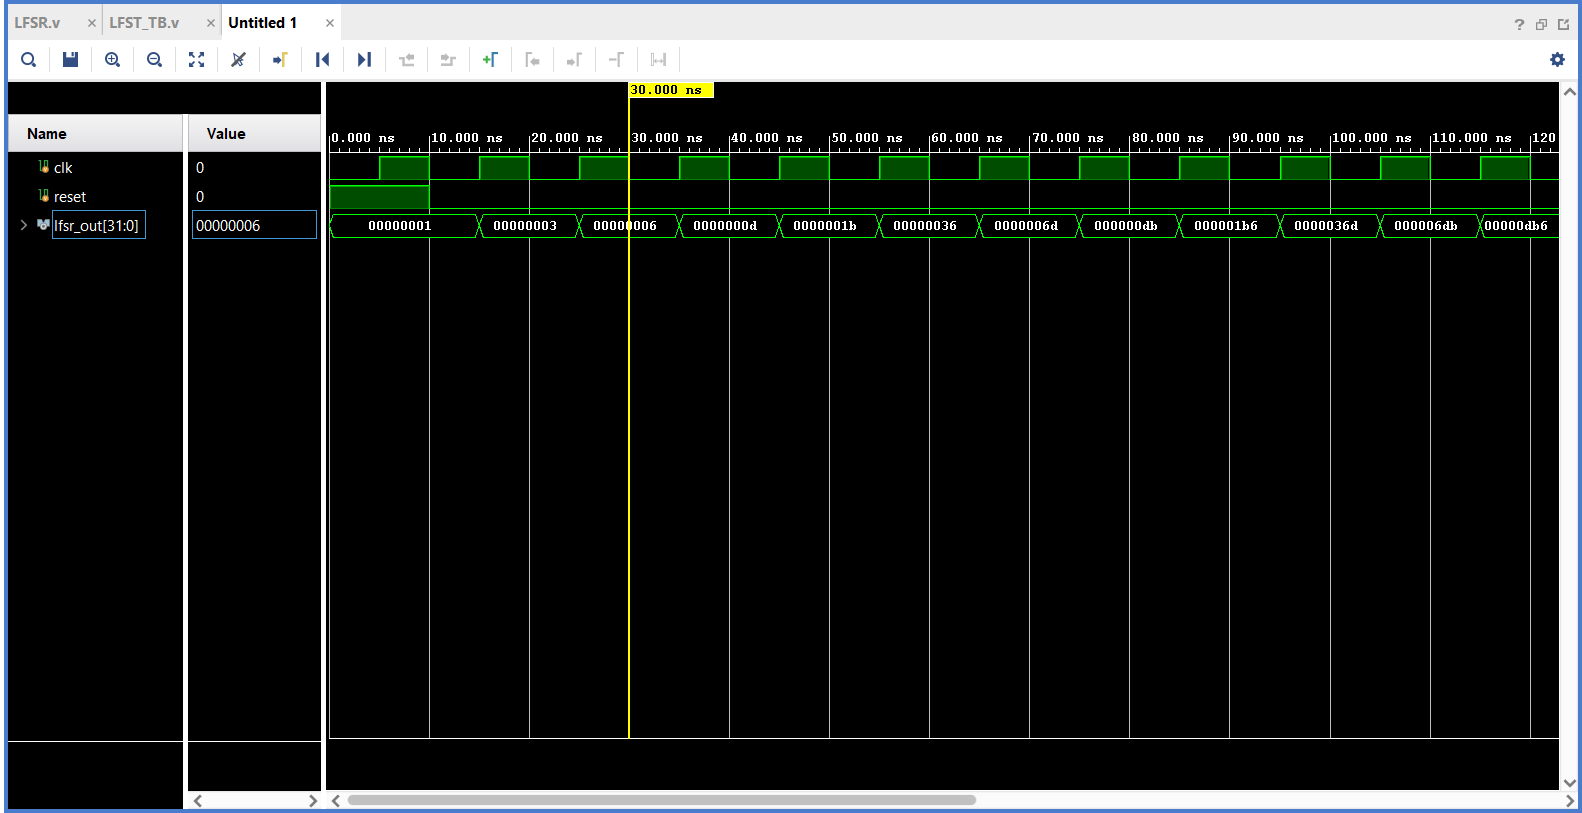 LFSR.v × LFST_TB.v × Untitled 1 ×
?
30.000 ns
Name Value
0.000 ns 10.000 ns 20.000 ns 30.000 ns 40.000 ns 50.000 ns 60.000 ns 70.000 ns 80.000 ns 90.000 ns 100.000 ns 110.000 ns 120
clk 0
reset 0
lfsr_out[31:0] 00000006 00000001 00000003 00000006 0000000d 0000001b 00000036 0000006d 000000db 000001b6 0000036d 000006db 00000db6